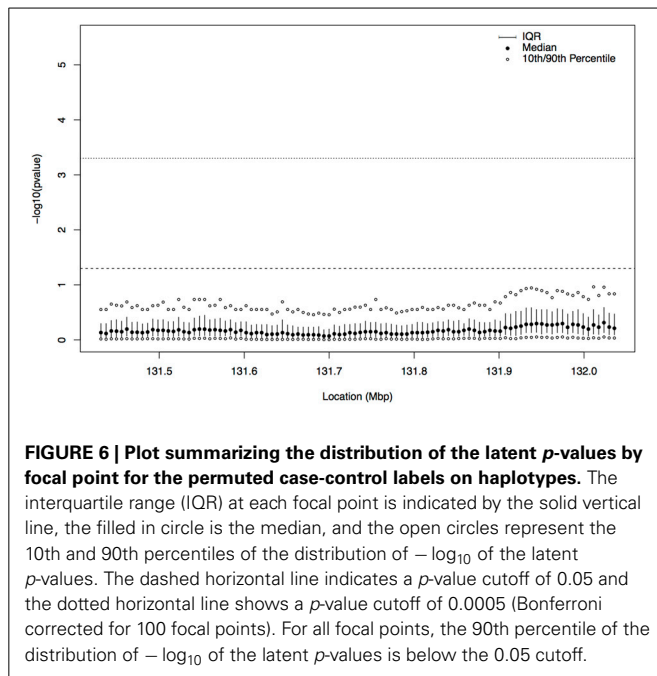 IQR
Median
10th/90th Percentile
5
4
3
2
1
0
−log10(pvalue)
131.5 131.6 131.7 131.8 131.9 132.0
Location (Mbp)
FIGURE 6 | Plot summarizing the distribution of the latent p-values by
focal point for the permuted case-control labels on haplotypes. The
interquartile range (IQR) at each focal point is indicated by the solid vertical
line, the filled in circle is the median, and the open circles represent the
10th and 90th percentiles of the distribution of − log10 of the latent
p-values. The dashed horizontal line indicates a p-value cutoff of 0.05 and
the dotted horizontal line shows a p-value cutoff of 0.0005 (Bonferroni
corrected for 100 focal points). For all focal points, the 90th percentile of the
distribution of − log10 of the latent p-values is below the 0.05 cutoff.